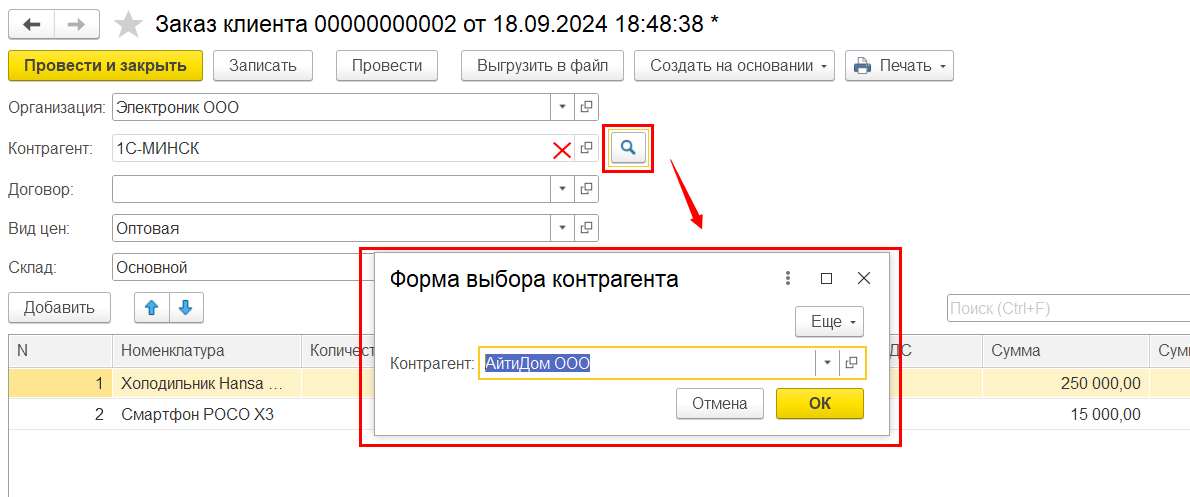 Заказ клиента 00000000002 от 18.09.2024 18:48:38 *
Провести и закрыть Записать Провести Выгрузить в файл Создать на основании Печать
Организация: Электроник ООО
Контрагент: 1С-МИНСК
Договор:
Вид цен: Оптовая
Склад: Основной
Форма выбора контрагента
Еще
Контрагент: АйтиДом ООО
Отмена ОК
Добавить Поиск (Ctrl+F)
N Номенклатура Количест ДС Сумма Сумм
1 Холодильник Hansa ... 250 000,00
2 Смартфон POCO X3 15 000,00